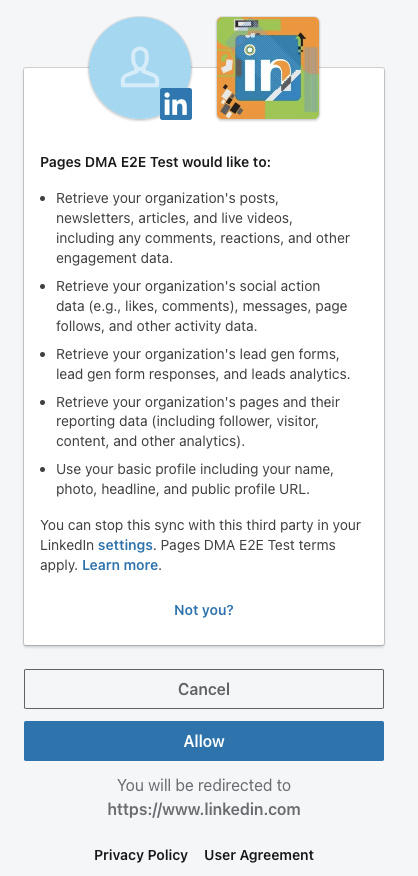 in
in
Pages DMA E2E Test would like to:
• Retrieve your organization's posts,
newsletters, articles, and live videos,
including any comments, reactions, and other
engagement data.
• Retrieve your organization's social action
data (e.g., likes, comments), messages, page
follows, and other activity data.
• Retrieve your organization's lead gen forms,
lead gen form responses, and leads analytics.
• Retrieve your organization's pages and their
reporting data (including follower, visitor,
content, and other analytics).
• Use your basic profile including your name,
photo, headline, and public profile URL.
You can stop this sync with this third party in your
LinkedIn settings. Pages DMA E2E Test terms
apply. Learn more.
Not you?
Cancel
Allow
You will be redirected to
https://www.linkedin.com
Privacy Policy User Agreement